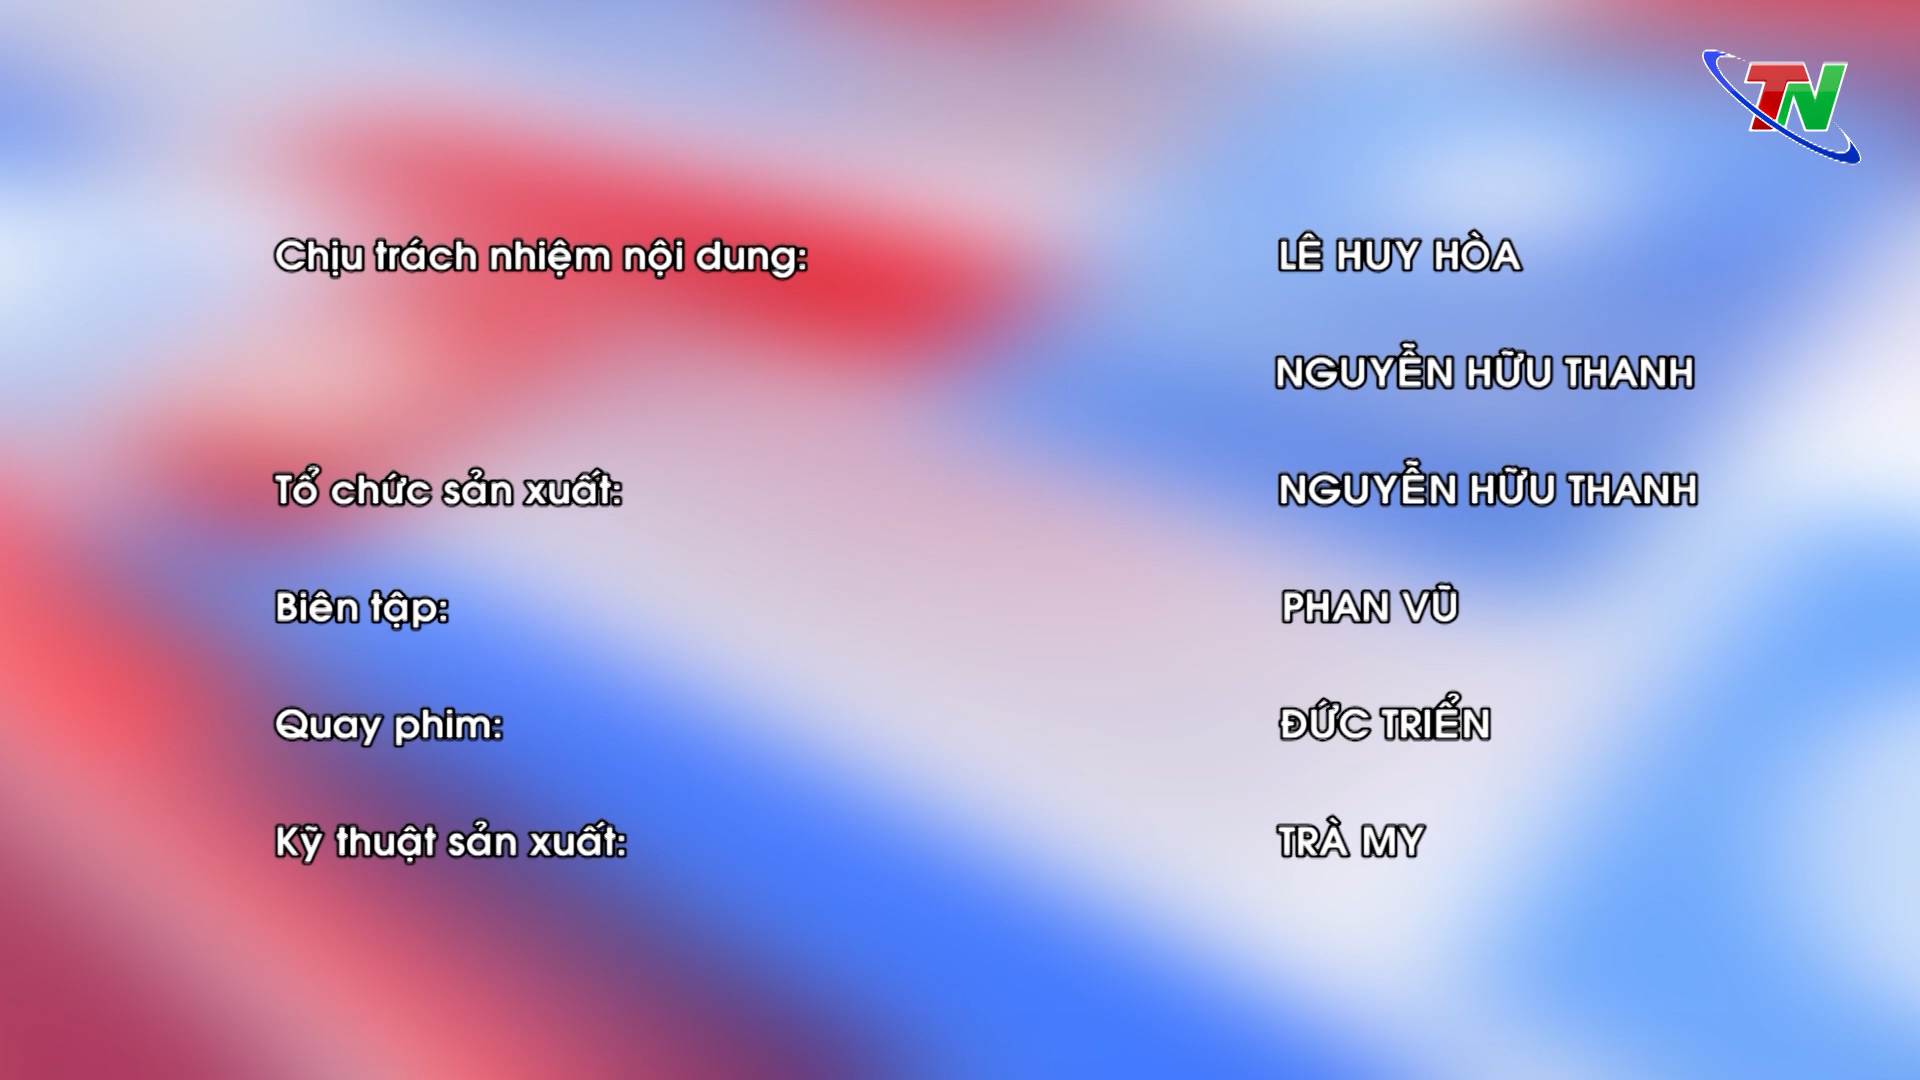 TN
Chịu trách nhiệm nội dung: LÊ HUY HÒA
NGUYỄN HỮU THANH
Tổ chức sản xuất: NGUYỄN HỮU THANH
Biên tập: PHAN VŨ
Quay phim: ĐỨC TRIỂN
Kỹ thuật sản xuất: TRÀ MY